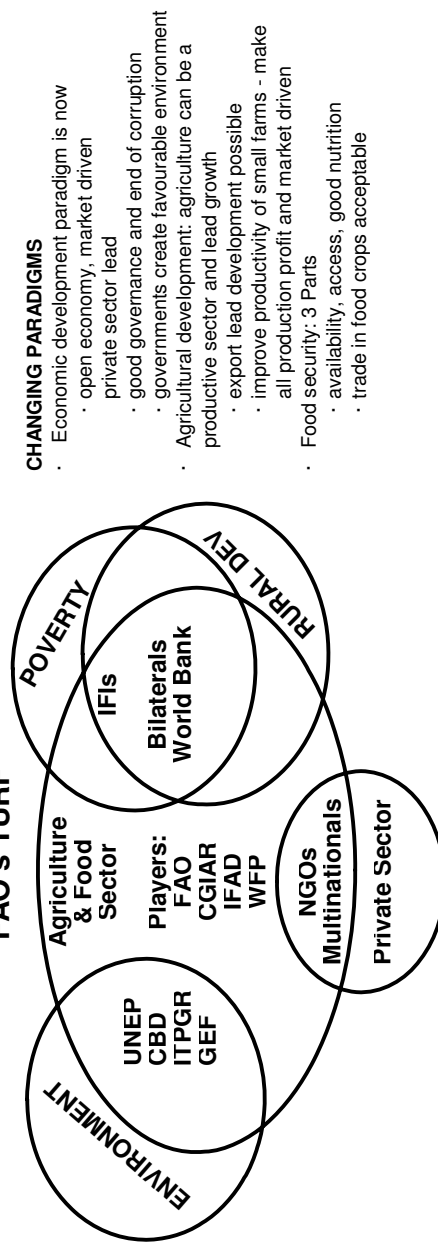 FAO's TURF
ENVIRONMENT
UNEP
CBD
ITPGR
GEF
Agriculture
& Food
Sector
Players:
FAO
CGIAR
IFAD
WFP
NGOs
Multinationals
Private Sector
POVERTY
IFIs
Bilaterals
World Bank
RURAL DEV
CHANGING PARADIGMS
· Economic development paradigm is now
· open economy, market driven
private sector lead
· good governance and end of corruption
· governments create favourable environment
· Agricultural development: agriculture can be a
productive sector and lead growth
· export lead development possible
· improve productivity of small farms - make
all production profit and market driven
· Food security: 3 Parts
· availability, access, good nutrition
· trade in food crops acceptable